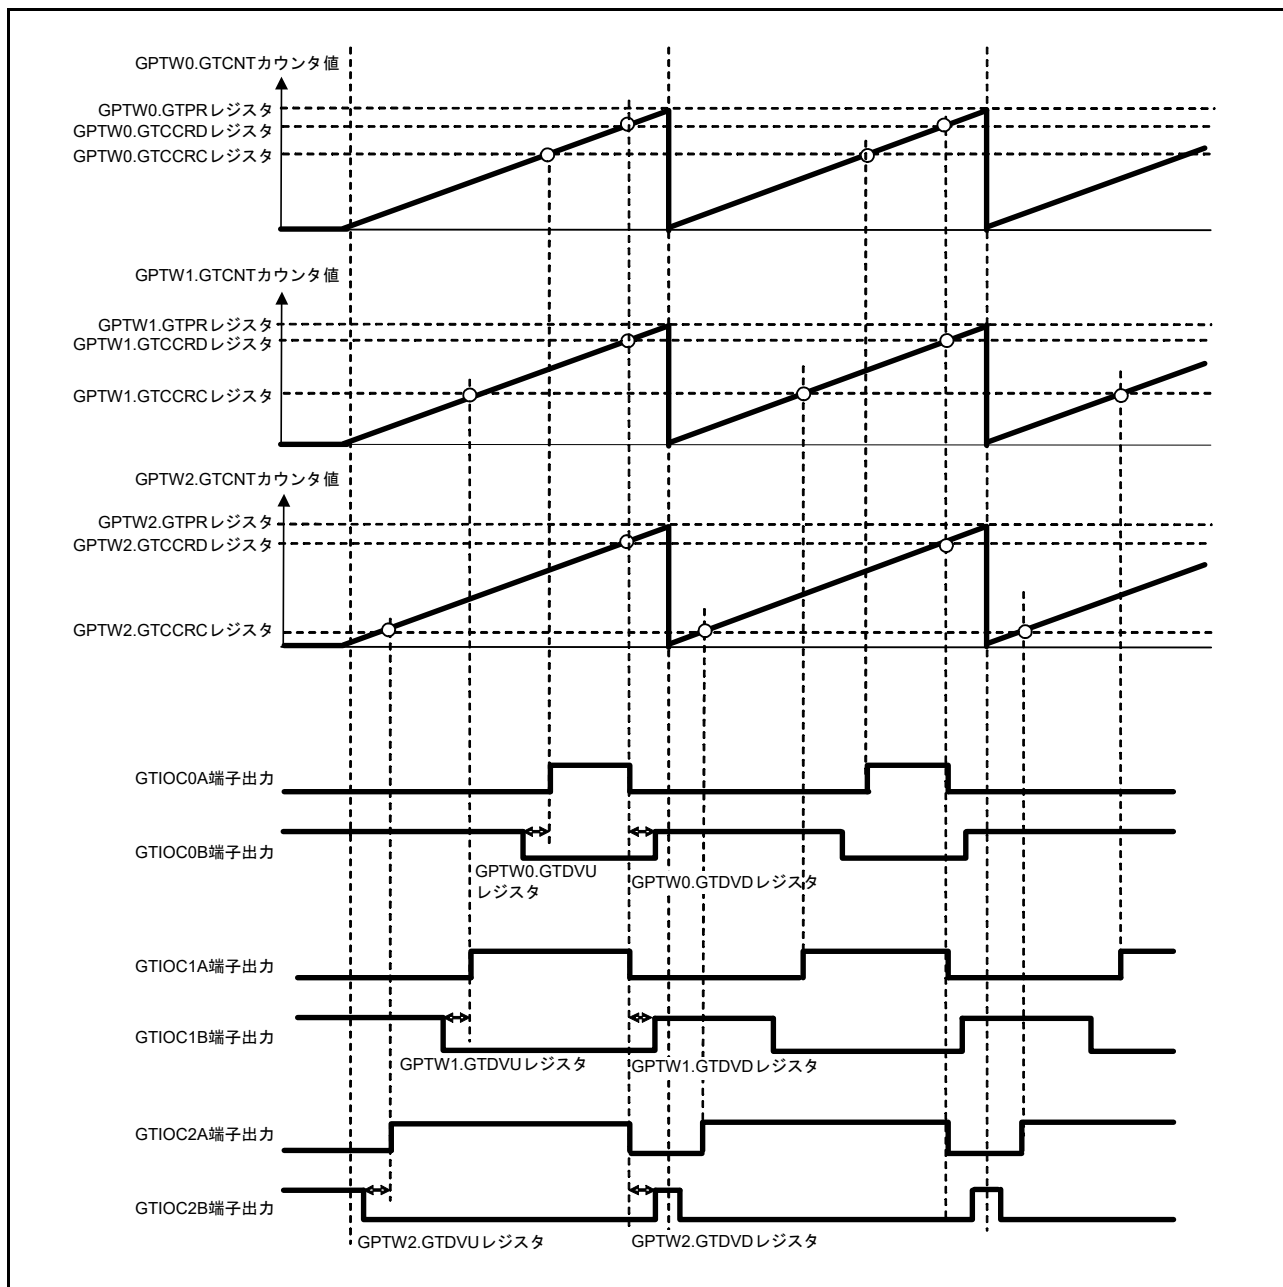 GPTW0.GTCNTカウンタ値
GPTW0.GTPRレジスタ
GPTW0.GTCCRDレジスタ
GPTW0.GTCCRCレジスタ
GPTW1.GTCNTカウンタ値
GPTW1.GTPRレジスタ
GPTW1.GTCCRDレジスタ
GPTW1.GTCCRCレジスタ
GPTW2.GTCNTカウンタ値
GPTW2.GTPRレジスタ
GPTW2.GTCCRDレジスタ
GPTW2.GTCCRCレジスタ
GTIOC0A端子出力
GTIOC0B端子出力
GPTW0.GTDVU
レジスタ
GPTW0.GTDVDレジスタ
GTIOC1A端子出力
GTIOC1B端子出力
GPTW1.GTDVUレジスタ
GPTW1.GTDVDレジスタ
GTIOC2A端子出力
GTIOC2B端子出力
GPTW2.GTDVUレジスタ
GPTW2.GTDVDレジスタ